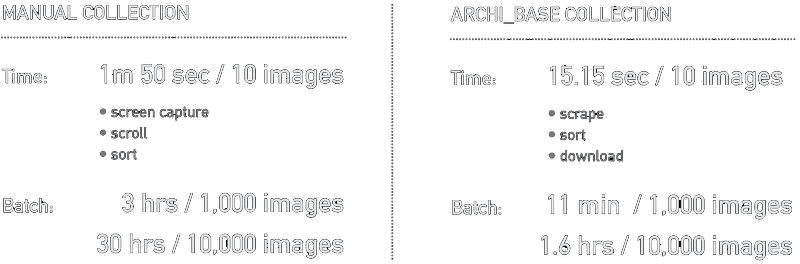 MANUAL COLLECTION
Time: 1m 50 sec / 10 images
• screen capture
• scroll
• sort
Batch: 3 hrs / 1,000 images
30 hrs / 10,000 images
ARCHI_BASE COLLECTION
Time: 15.15 sec / 10 images
• scrape
• sort
• download
Batch: 11 min / 1,000 images
1.6 hrs / 10,000 images